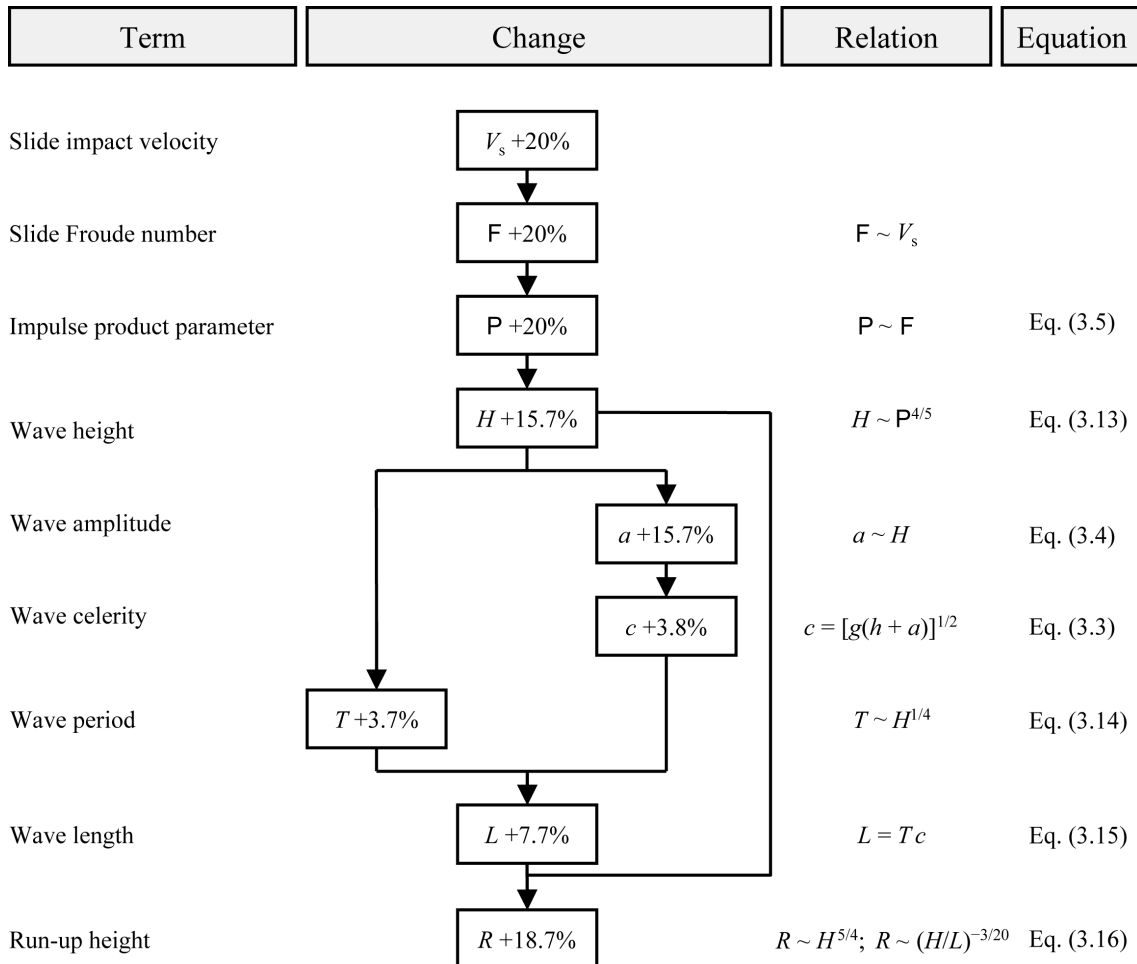 Term Change Relation Equation
Slide impact velocity Vₛ +20%
Slide Froude number F +20% F ~ Vₛ
Impulse product parameter P +20% P ~ F Eq. (3.5)
Wave height H +15.7% H ~ P^4/5 Eq. (3.13)
Wave amplitude a +15.7% a ~ H Eq. (3.4)
Wave celerity c +3.8% c = [g(h + a)]^1/2 Eq. (3.3)
Wave period T +3.7% T ~ H^1/4 Eq. (3.14)
Wave length L +7.7% L = T c Eq. (3.15)
Run-up height R +18.7% R ~ H^5/4; R ~ (H/L)^−3/20 Eq. (3.16)